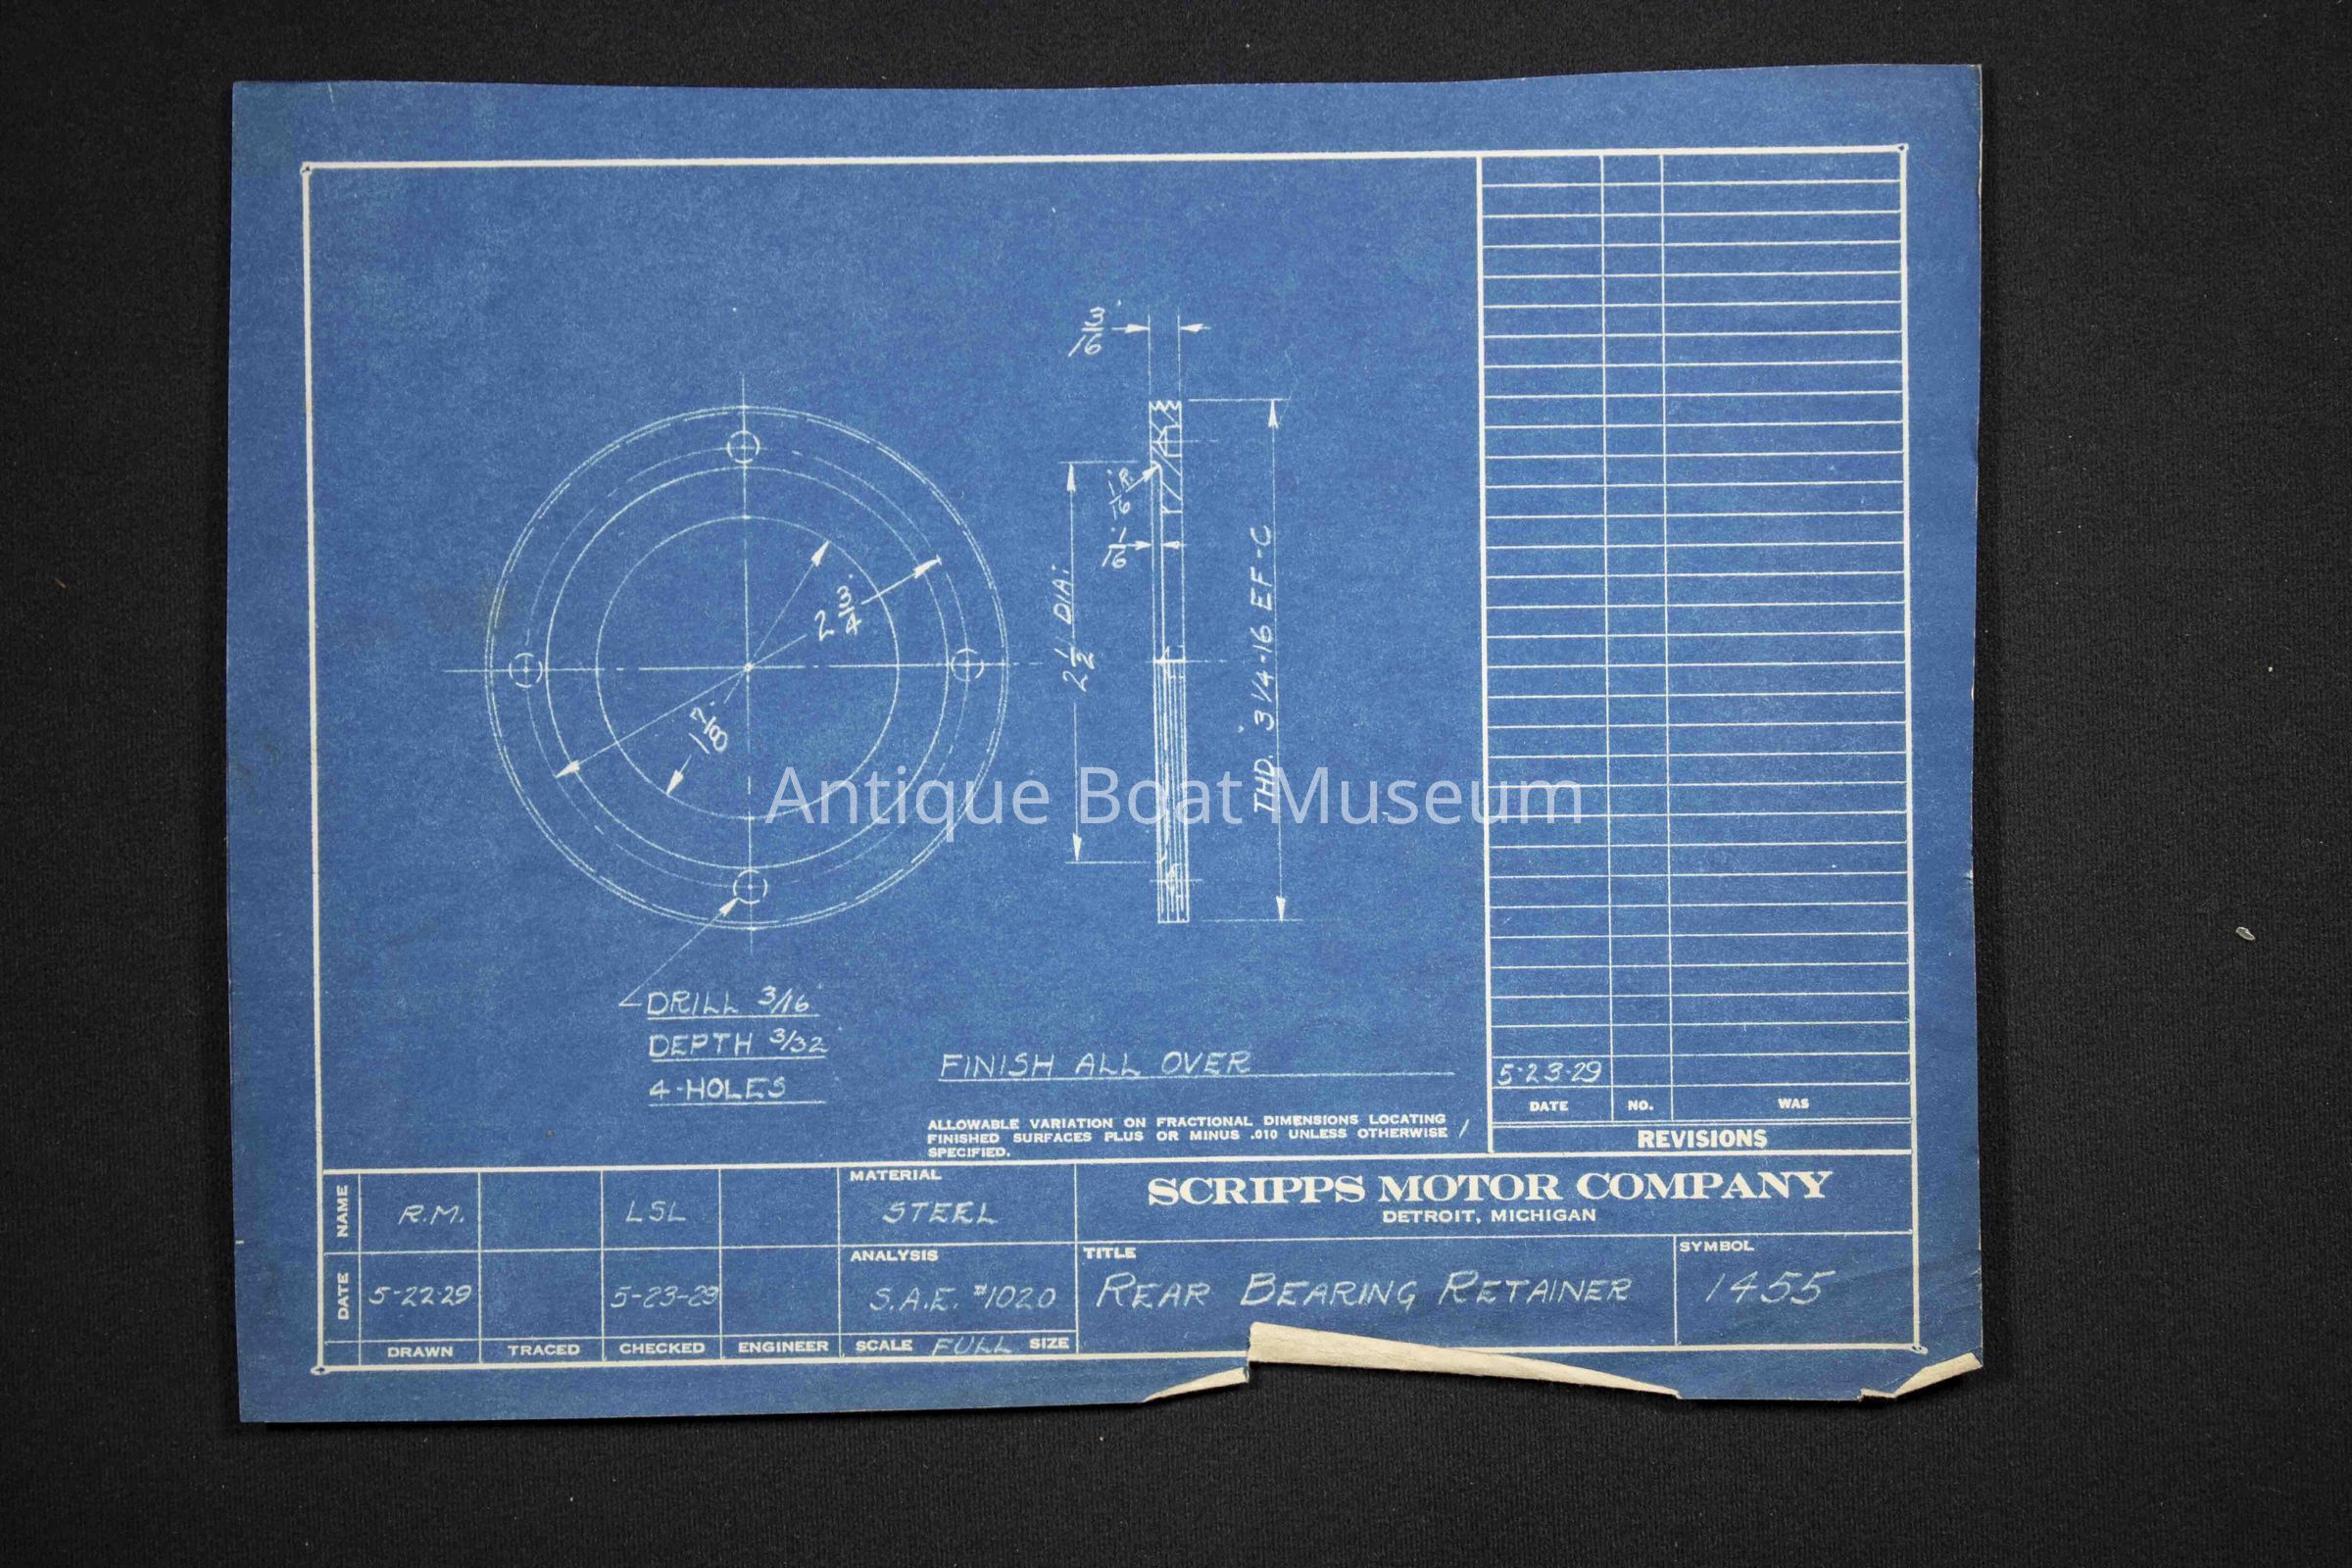 3/16"
1/16" R.
1/16"
2 1/2" DIA.
THD. 3 1/4"-16 EF-C
2 3/4"
1 7/8"
Antique Boat Museum
DRILL 3/16"
DEPTH 3/32
4-HOLES
FINISH ALL OVER
ALLOWABLE VARIATION ON FRACTIONAL DIMENSIONS LOCATING
FINISHED SURFACES PLUS OR MINUS .010 UNLESS OTHERWISE
SPECIFIED.
5-23-29
DATE NO. WAS
REVISIONS
NAME R.M. LSL
DATE 5-22-29 5-23-29
DRAWN TRACED CHECKED ENGINEER
MATERIAL
STEEL
ANALYSIS
S.A.E. #1020
SCALE FULL SIZE
SCRIPPS MOTOR COMPANY
DETROIT, MICHIGAN
TITLE
REAR BEARING RETAINER
SYMBOL
1455